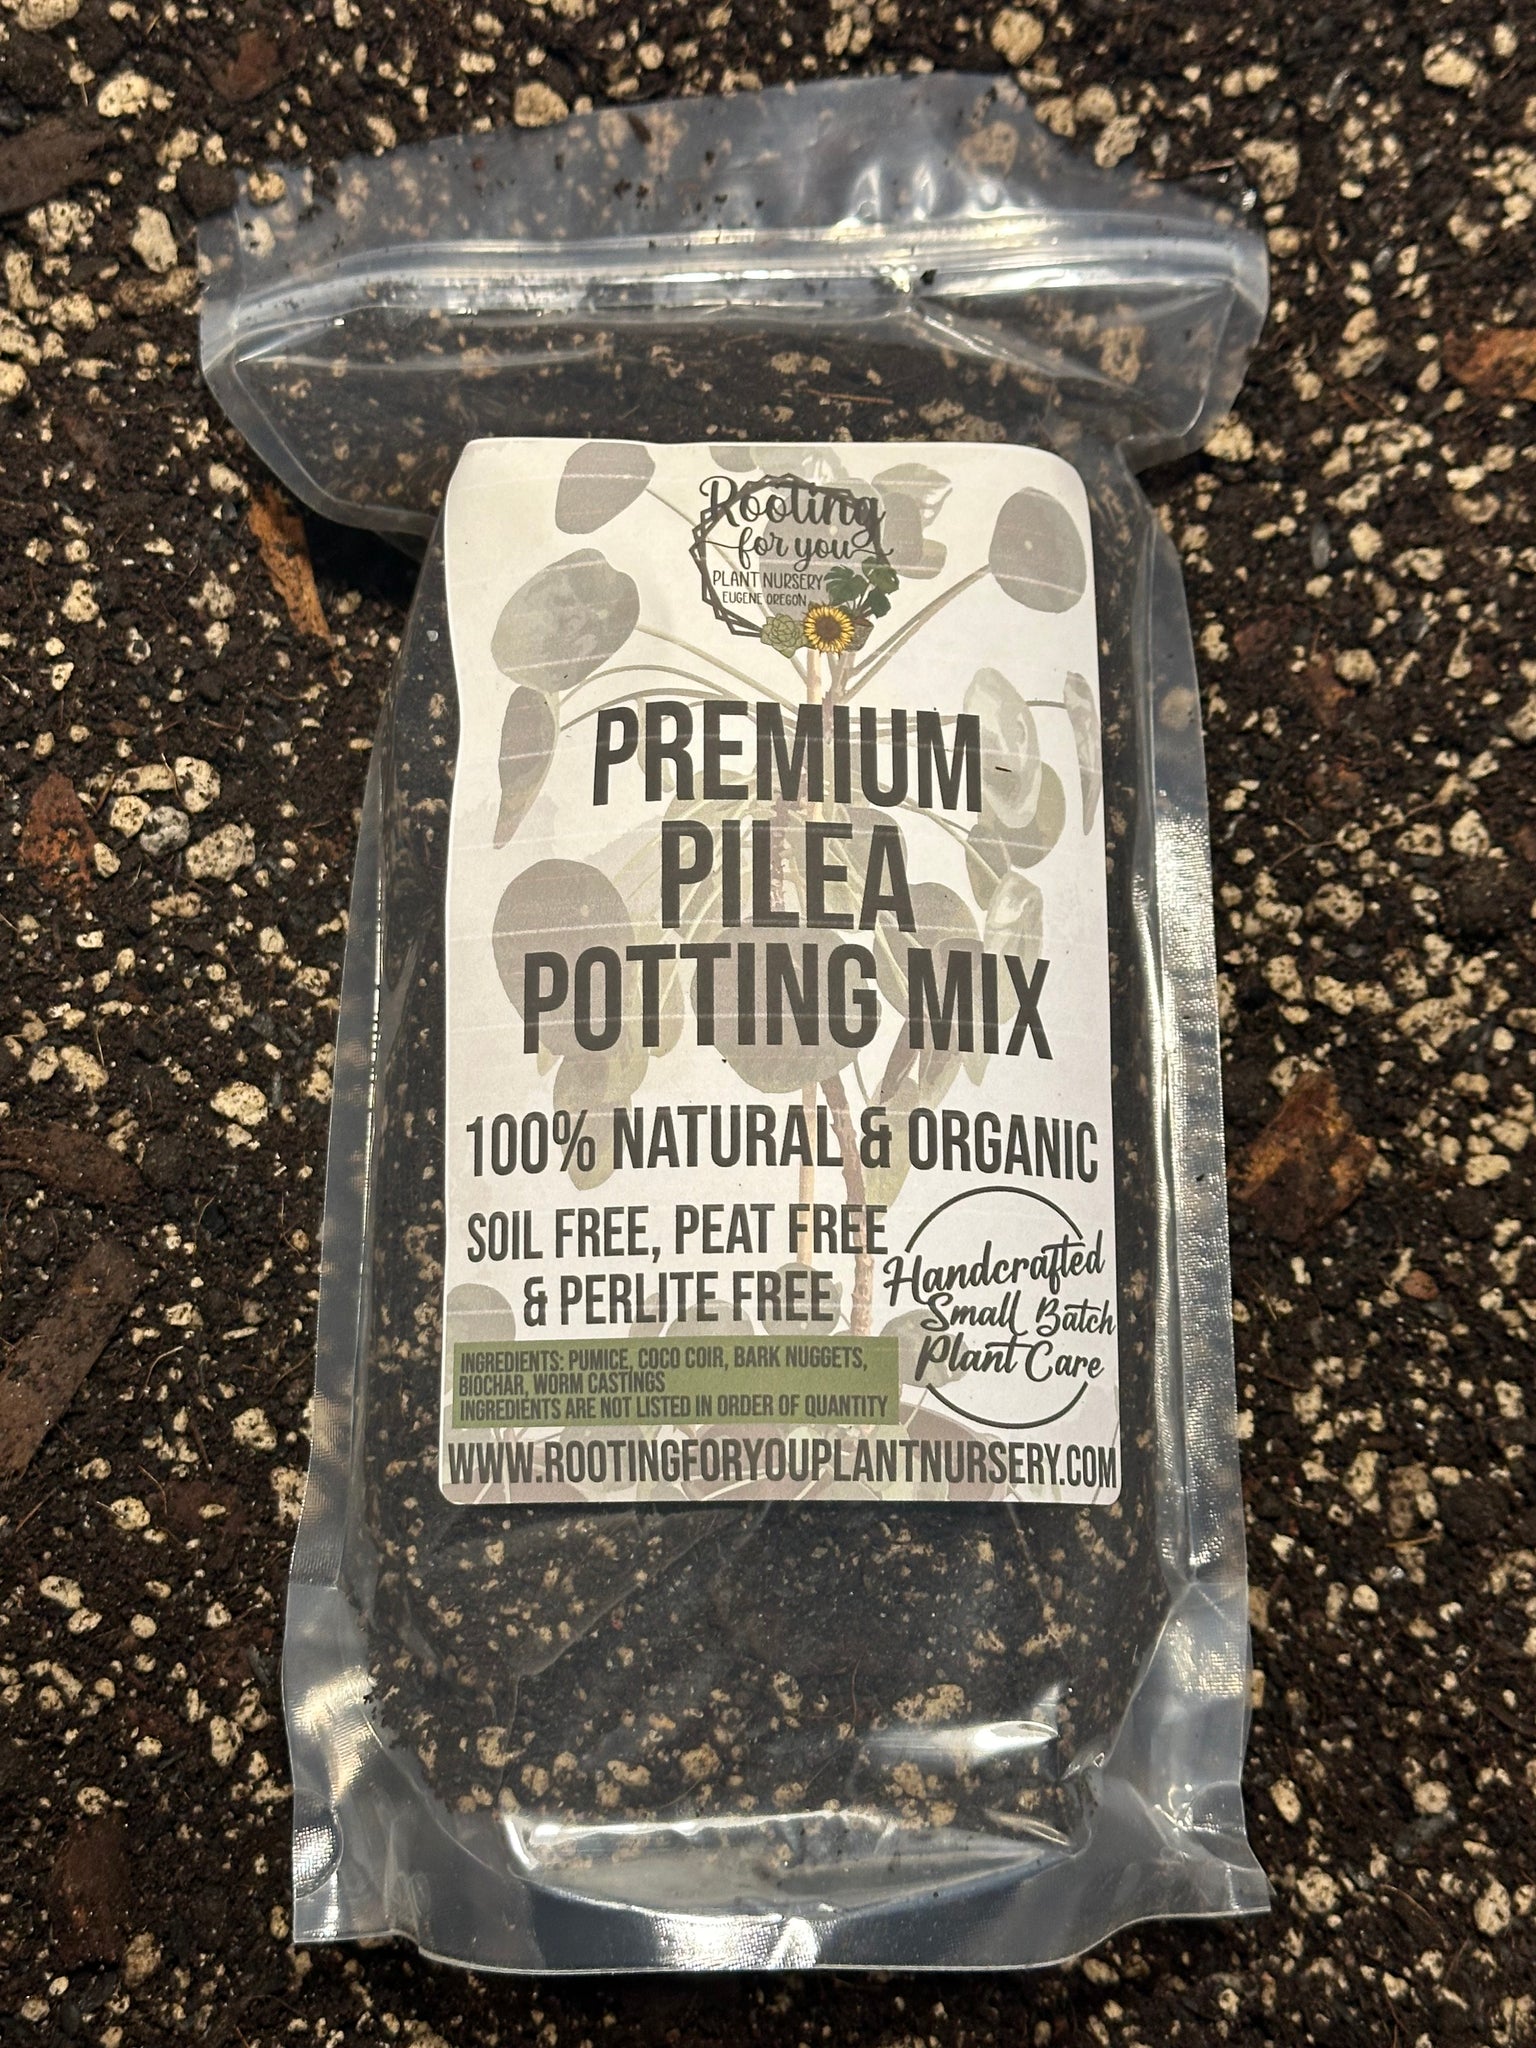 Rooting
for you
PLANT NURSERY
EUGENE OREGON
PREMIUM
PILEA
POTTING MIX
100% NATURAL & ORGANIC
SOIL FREE, PEAT FREE
& PERLITE FREE
Handcrafted
Small Batch
Plant Care
INGREDIENTS: PUMICE, COCO COIR, BARK NUGGETS,
BIOCHAR, WORM CASTINGS
INGREDIENTS ARE NOT LISTED IN ORDER OF QUANTITY
WWW.ROOTINGFORYOUPLANTNURSERY.COM